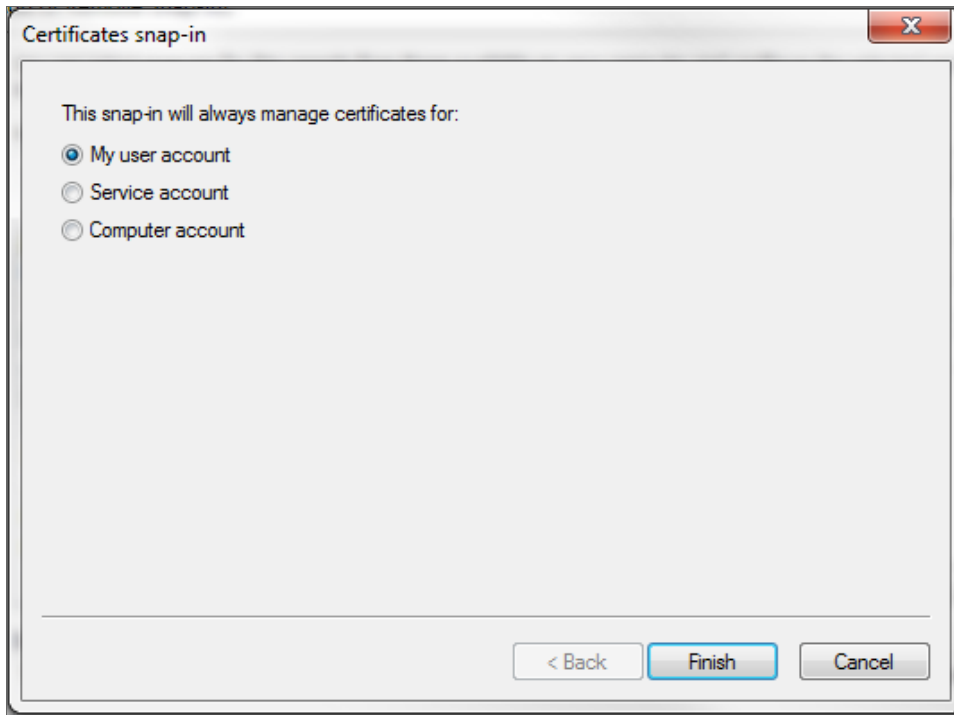 Certificates snap-in
This snap-in will always manage certificates for:
My user account
Service account
Computer account
< Back
Finish
Cancel